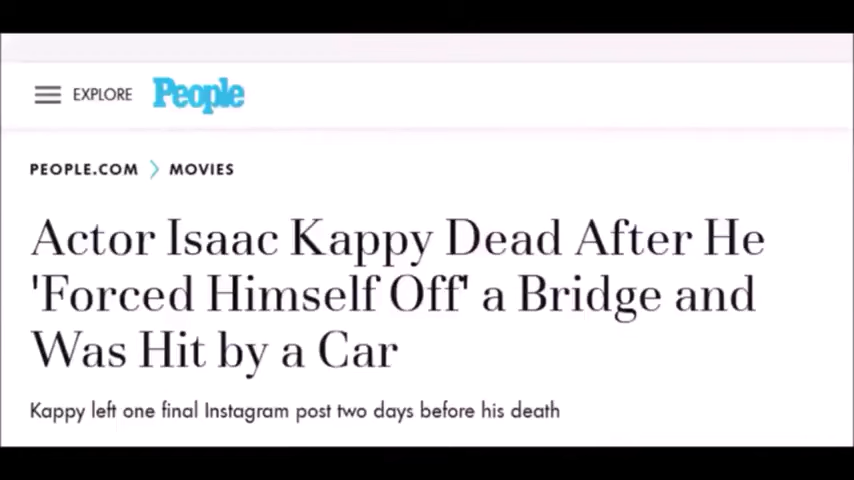 EXPLORE People
PEOPLE.COM > MOVIES
Actor Isaac Kappy Dead After He
'Forced Himself Off' a Bridge and
Was Hit by a Car
Kappy left one final Instagram post two days before his death